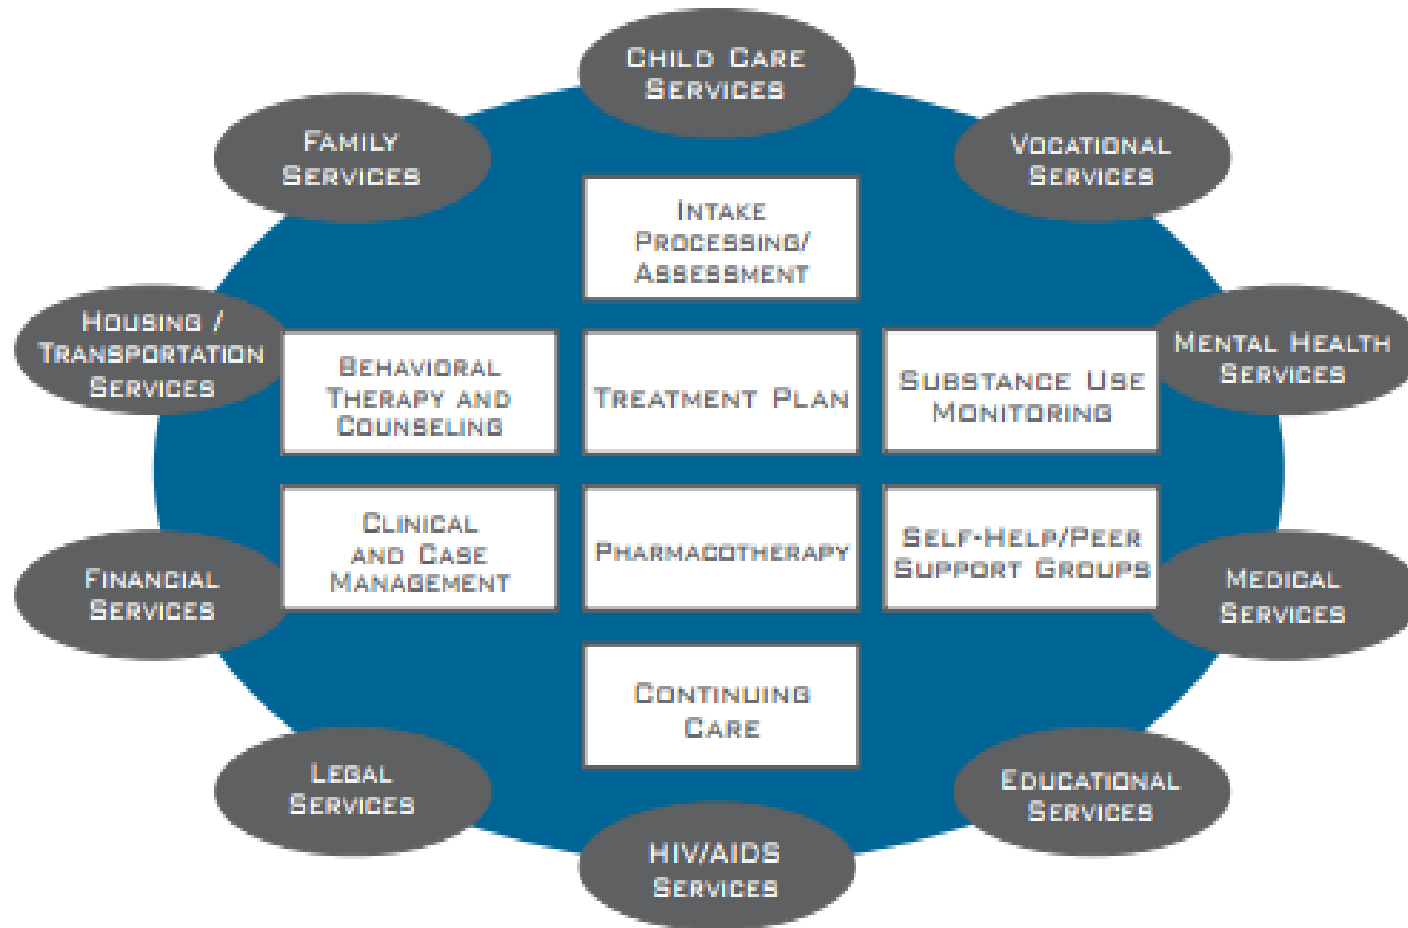 Child Care
Services
Family
Services
Vocational
Services
Intake
Processing/
Assessment
Housing /
Transportation
Services
Behavioral
Therapy and
Counseling
Treatment Plan
Substance Use
Monitoring
Mental Health
Services
Financial
Services
Clinical
and Case
Management
Pharmacotherapy
Self-Help/Peer
Support Groups
Medical
Services
Continuing
Care
Legal
Services
Educational
Services
HIV/AIDS
Services